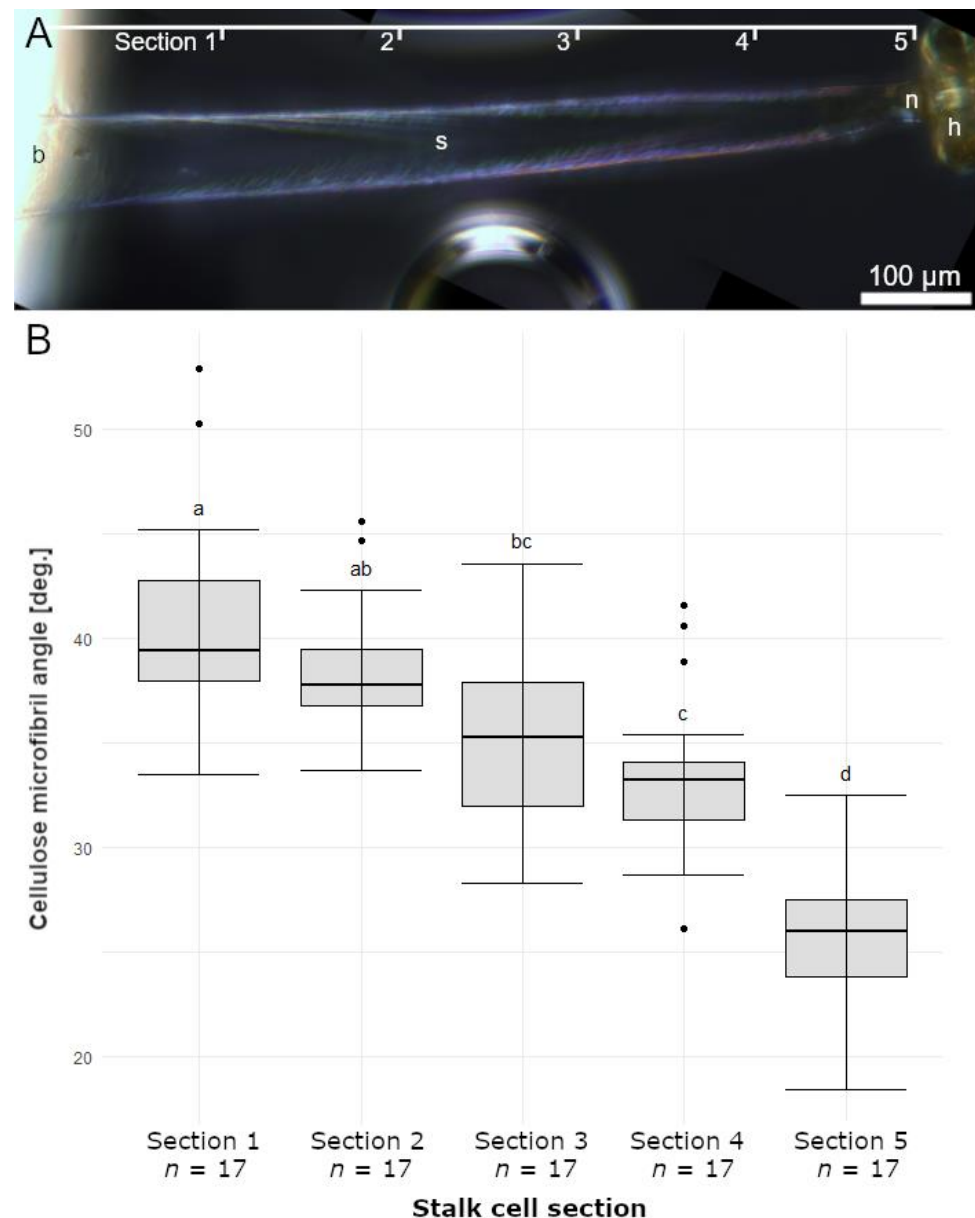 A
Section 1 2 3 4 5
n
h
s
b
100 µm
B
Cellulose microfibril angle [deg.]
50
40
30
20
a
ab
bc
c
d
Section 1 Section 2 Section 3 Section 4 Section 5
n = 17 n = 17 n = 17 n = 17 n = 17
Stalk cell section